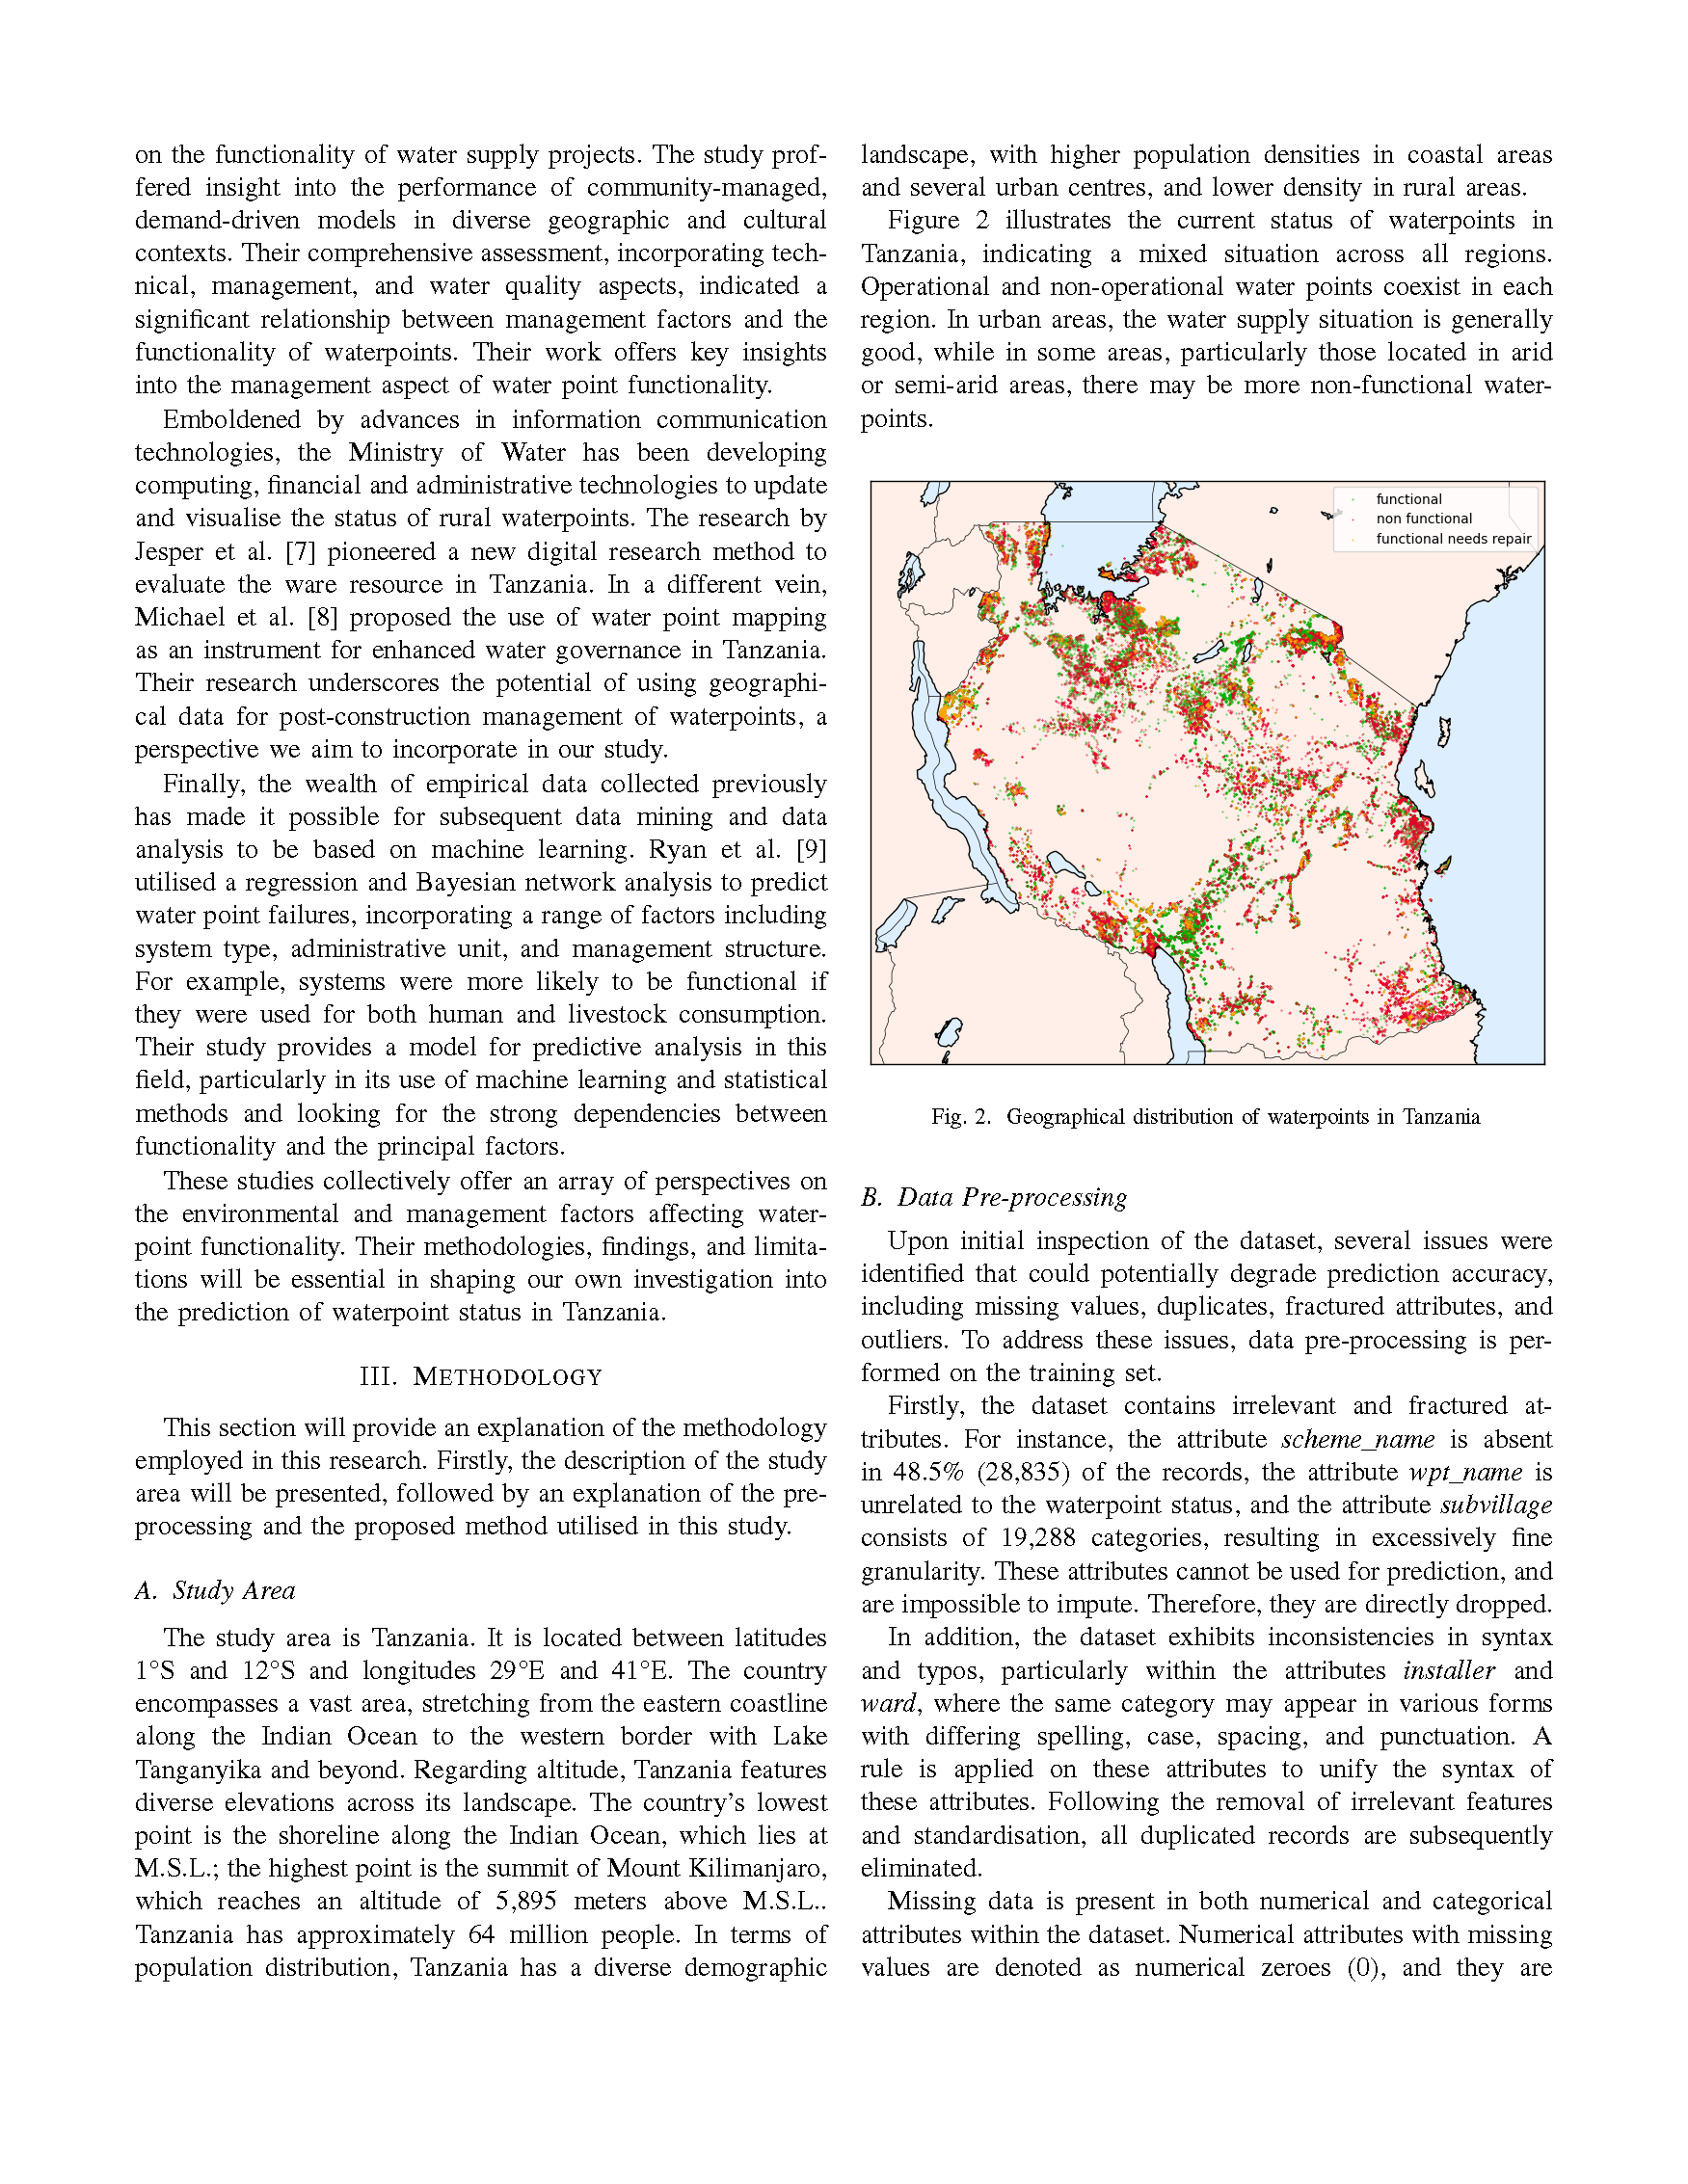 on the functionality of water supply projects. The study prof-
fered insight into the performance of community-managed,
demand-driven models in diverse geographic and cultural
contexts. Their comprehensive assessment, incorporating tech-
nical, management, and water quality aspects, indicated a
significant relationship between management factors and the
functionality of waterpoints. Their work offers key insights
into the management aspect of water point functionality.
Emboldened by advances in information communication
technologies, the Ministry of Water has been developing
computing, financial and administrative technologies to update
and visualise the status of rural waterpoints. The research by
Jesper et al. [7] pioneered a new digital research method to
evaluate the ware resource in Tanzania. In a different vein,
Michael et al. [8] proposed the use of water point mapping
as an instrument for enhanced water governance in Tanzania.
Their research underscores the potential of using geographi-
cal data for post-construction management of waterpoints, a
perspective we aim to incorporate in our study.
Finally, the wealth of empirical data collected previously
has made it possible for subsequent data mining and data
analysis to be based on machine learning. Ryan et al. [9]
utilised a regression and Bayesian network analysis to predict
water point failures, incorporating a range of factors including
system type, administrative unit, and management structure.
For example, systems were more likely to be functional if
they were used for both human and livestock consumption.
Their study provides a model for predictive analysis in this
field, particularly in its use of machine learning and statistical
methods and looking for the strong dependencies between
functionality and the principal factors.
These studies collectively offer an array of perspectives on
the environmental and management factors affecting water-
point functionality. Their methodologies, findings, and limita-
tions will be essential in shaping our own investigation into
the prediction of waterpoint status in Tanzania.
III. METHODOLOGY
This section will provide an explanation of the methodology
employed in this research. Firstly, the description of the study
area will be presented, followed by an explanation of the pre-
processing and the proposed method utilised in this study.
A. Study Area
The study area is Tanzania. It is located between latitudes
1°S and 12°S and longitudes 29°E and 41°E. The country
encompasses a vast area, stretching from the eastern coastline
along the Indian Ocean to the western border with Lake
Tanganyika and beyond. Regarding altitude, Tanzania features
diverse elevations across its landscape. The country's lowest
point is the shoreline along the Indian Ocean, which lies at
M.S.L.; the highest point is the summit of Mount Kilimanjaro,
which reaches an altitude of 5,895 meters above M.S.L..
Tanzania has approximately 64 million people. In terms of
population distribution, Tanzania has a diverse demographic
landscape, with higher population densities in coastal areas
and several urban centres, and lower density in rural areas.
Figure 2 illustrates the current status of waterpoints in
Tanzania, indicating a mixed situation across all regions.
Operational and non-operational water points coexist in each
region. In urban areas, the water supply situation is generally
good, while in some areas, particularly those located in arid
or semi-arid areas, there may be more non-functional water-
points.
functional
non functional
functional needs repair
Fig. 2. Geographical distribution of waterpoints in Tanzania
B. Data Pre-processing
Upon initial inspection of the dataset, several issues were
identified that could potentially degrade prediction accuracy,
including missing values, duplicates, fractured attributes, and
outliers. To address these issues, data pre-processing is per-
formed on the training set.
Firstly, the dataset contains irrelevant and fractured at-
tributes. For instance, the attribute scheme_name is absent
in 48.5% (28,835) of the records, the attribute wpt_name is
unrelated to the waterpoint status, and the attribute subvillage
consists of 19,288 categories, resulting in excessively fine
granularity. These attributes cannot be used for prediction, and
are impossible to impute. Therefore, they are directly dropped.
In addition, the dataset exhibits inconsistencies in syntax
and typos, particularly within the attributes installer and
ward, where the same category may appear in various forms
with differing spelling, case, spacing, and punctuation. A
rule is applied on these attributes to unify the syntax of
these attributes. Following the removal of irrelevant features
and standardisation, all duplicated records are subsequently
eliminated.
Missing data is present in both numerical and categorical
attributes within the dataset. Numerical attributes with missing
values are denoted as numerical zeroes (0), and they are